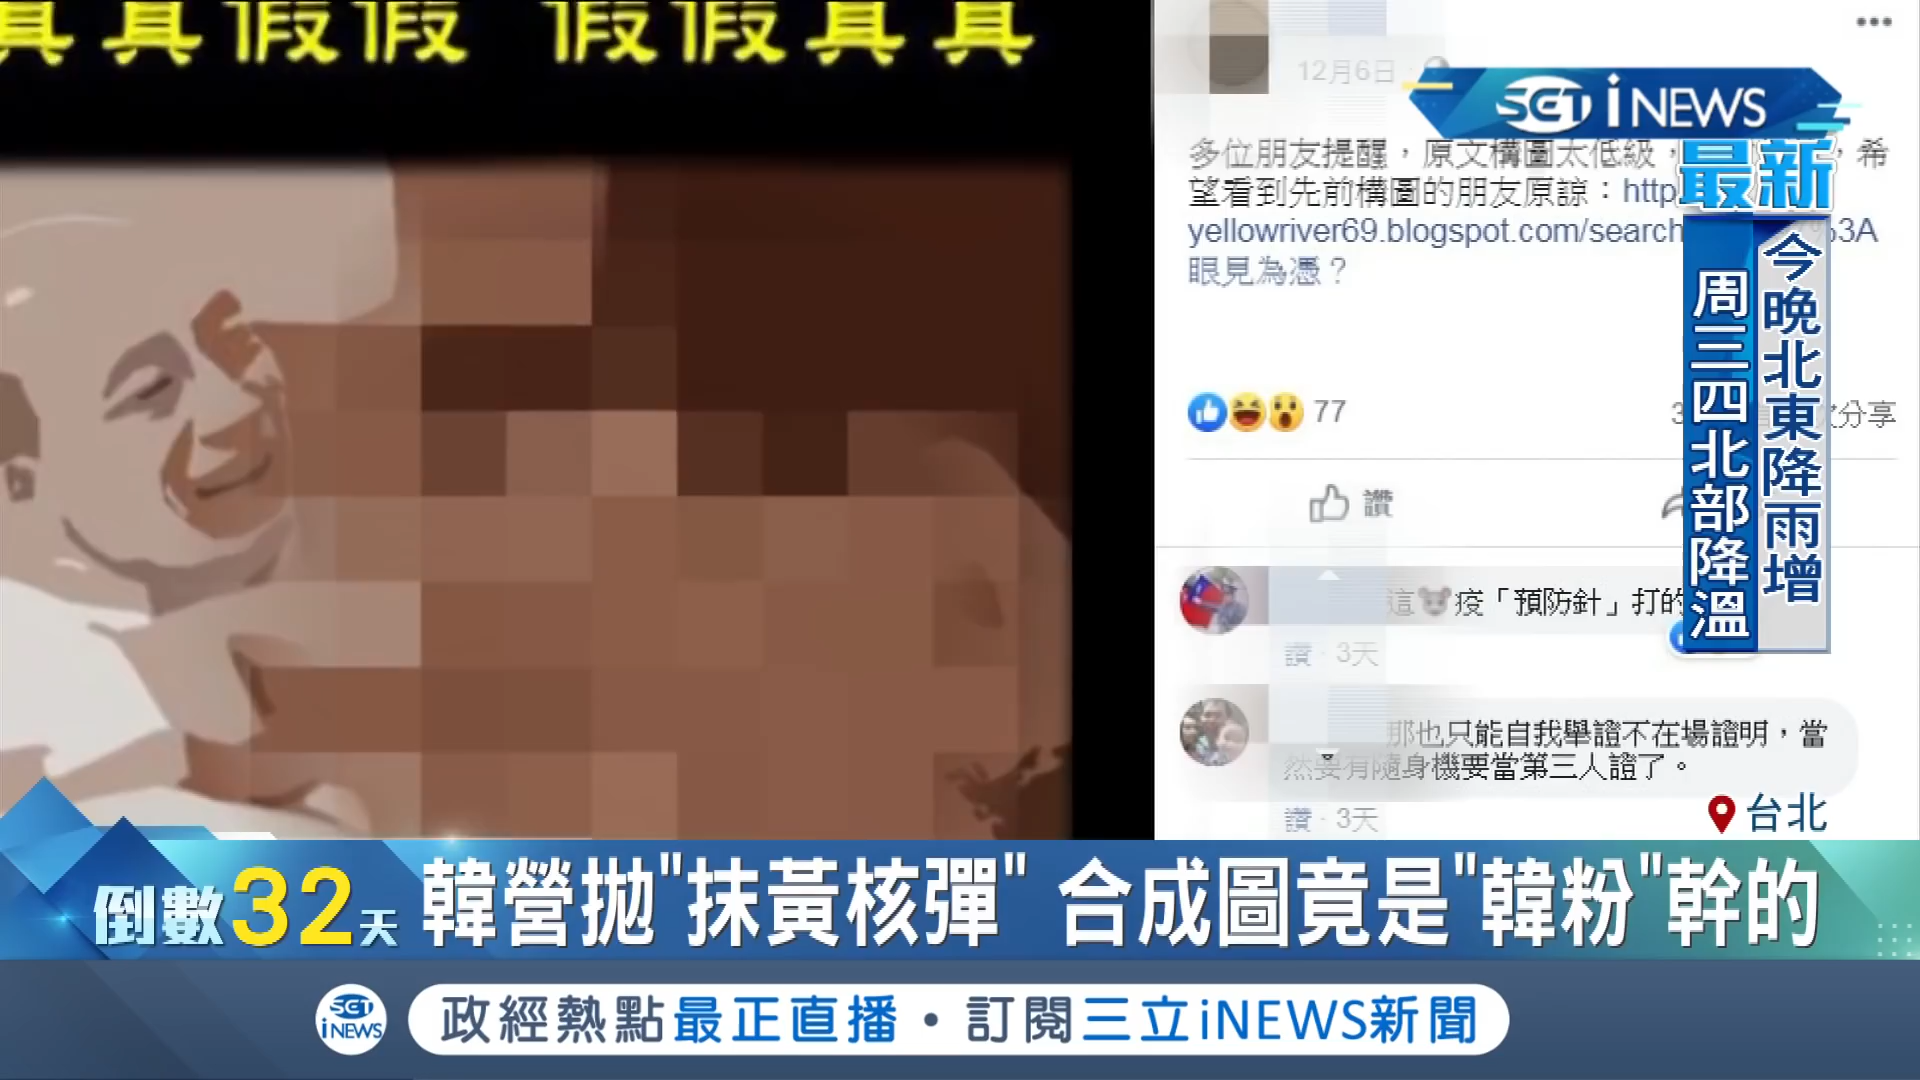 真真假假 假假真真
12月6日
SET iNEWS
多位朋友提醒,原文構圖太低級,
,希
望看到先前構圖的朋友原諒:http
yellowriver69.blogspot.com/search
%3A
眼見為憑?
最新
今晚北東降雨增
周三四北部降溫
77
次分享
讚
這🐭疫「預防針」打的
讚 · 3天
那也只能自我舉證不在場證明,當
然要有隨身機要當第三人證了。
讚 · 3天
台北
倒數32天
韓營拋"抹黃核彈" 合成圖竟是"韓粉"幹的
SET iNEWS
政經熱點最正直播・訂閱三立iNEWS新聞